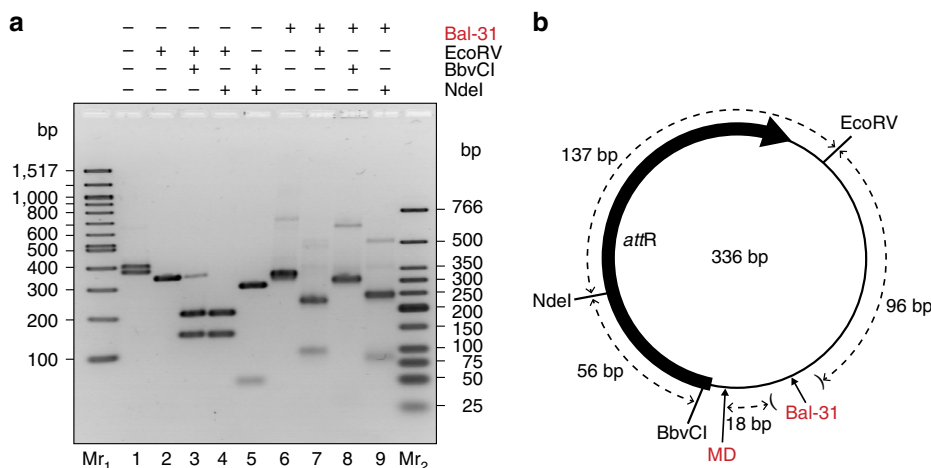 a
− − − − − + + + + Bal-31
− + + + − − + − − EcoRV
− − + − + − − + − BbvCI
− − − + + − − − + NdeI
bp
1,517
1,000
800
600
500
400
300
200
100
bp
766
500
350
300
250
200
150
100
75
50
25
Mr1 1 2 3 4 5 6 7 8 9 Mr2
b
EcoRV
137 bp
attR
336 bp
NdeI
96 bp
56 bp
( )
Bal-31
BbvCI
18 bp
MD